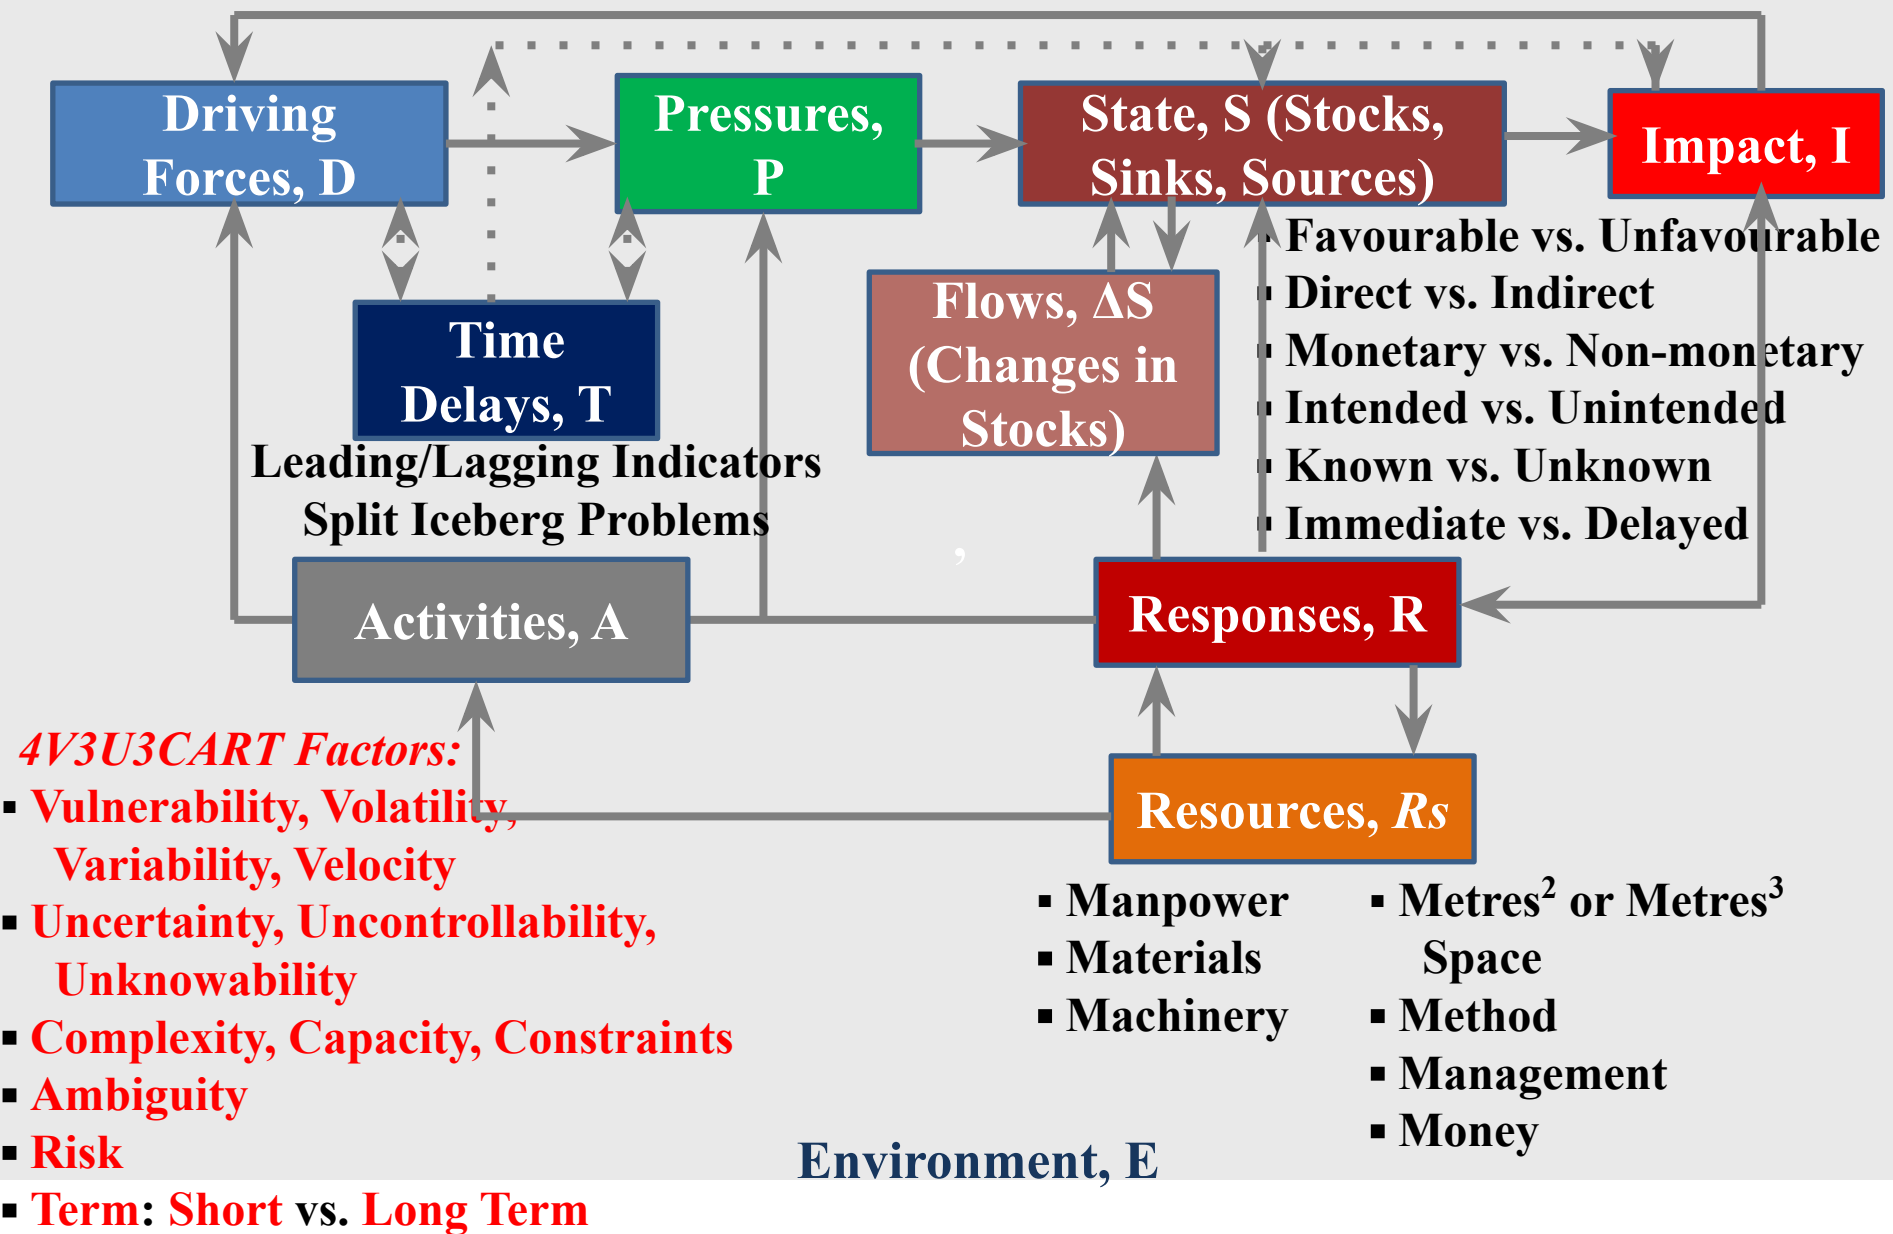 Driving
Forces, D
Pressures,
P
State, S (Stocks,
Sinks, Sources)
Impact, I
▪ Favourable vs. Unfavourable
▪ Direct vs. Indirect
▪ Monetary vs. Non-monetary
▪ Intended vs. Unintended
▪ Known vs. Unknown
▪ Immediate vs. Delayed
Flows, ΔS
(Changes in
Stocks)
Time
Delays, T
Leading/Lagging Indicators
Split Iceberg Problems
,
Activities, A
Responses, R
Resources, Rs
▪ Manpower
▪ Materials
▪ Machinery
▪ Metres² or Metres³
Space
▪ Method
▪ Management
▪ Money
4V3U3CART Factors:
▪ Vulnerability, Volatility,
Variability, Velocity
▪ Uncertainty, Uncontrollability,
Unknowability
▪ Complexity, Capacity, Constraints
▪ Ambiguity
▪ Risk
▪ Term: Short vs. Long Term
Environment, E